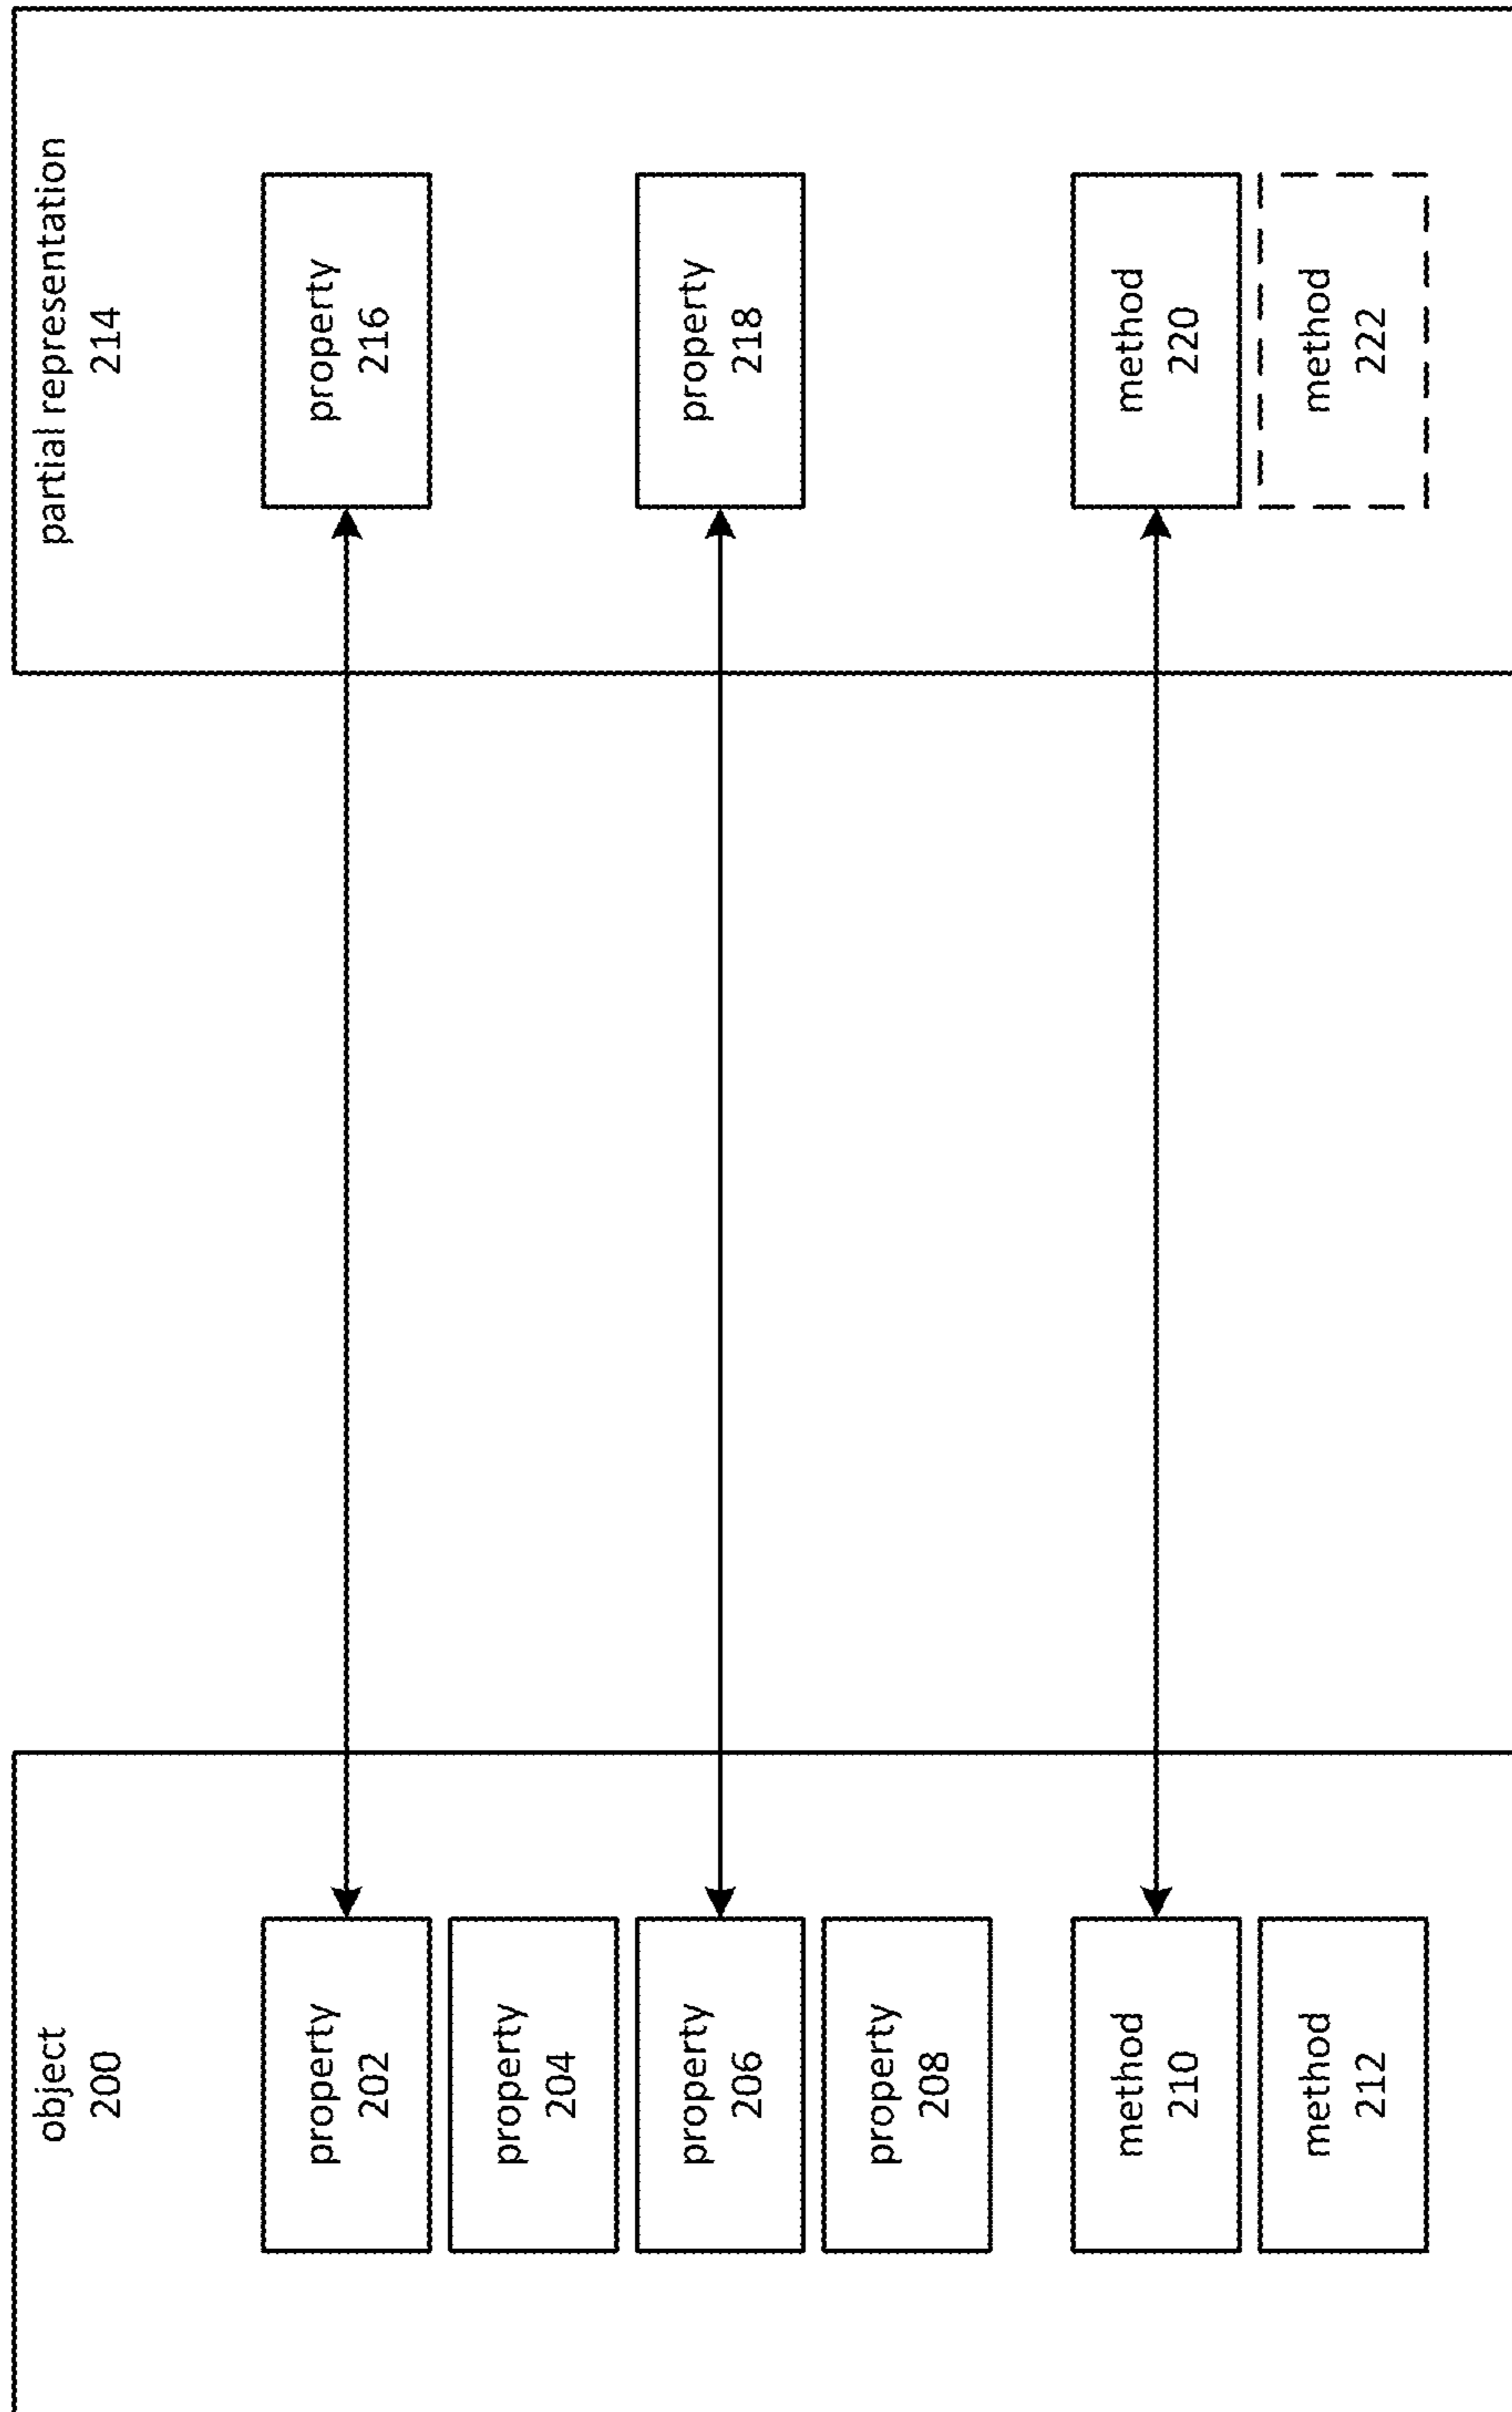 object
200
property
202
property
204
property
206
property
208
method
210
method
212
partial representation
214
property
216
property
218
method
220
method
222